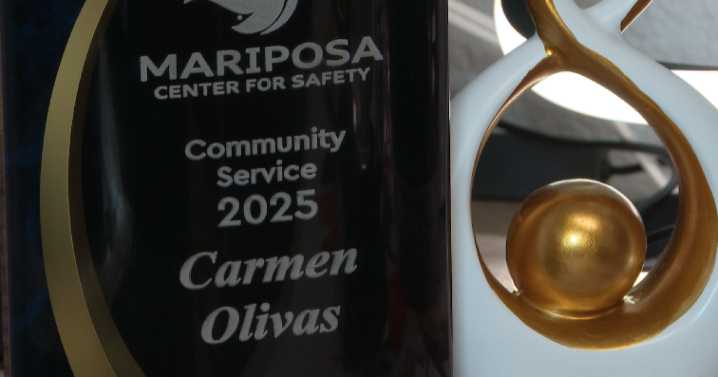 MARIPOSA
CENTER FOR SAFETY
Community
Service
2025
Carmen
Olivas